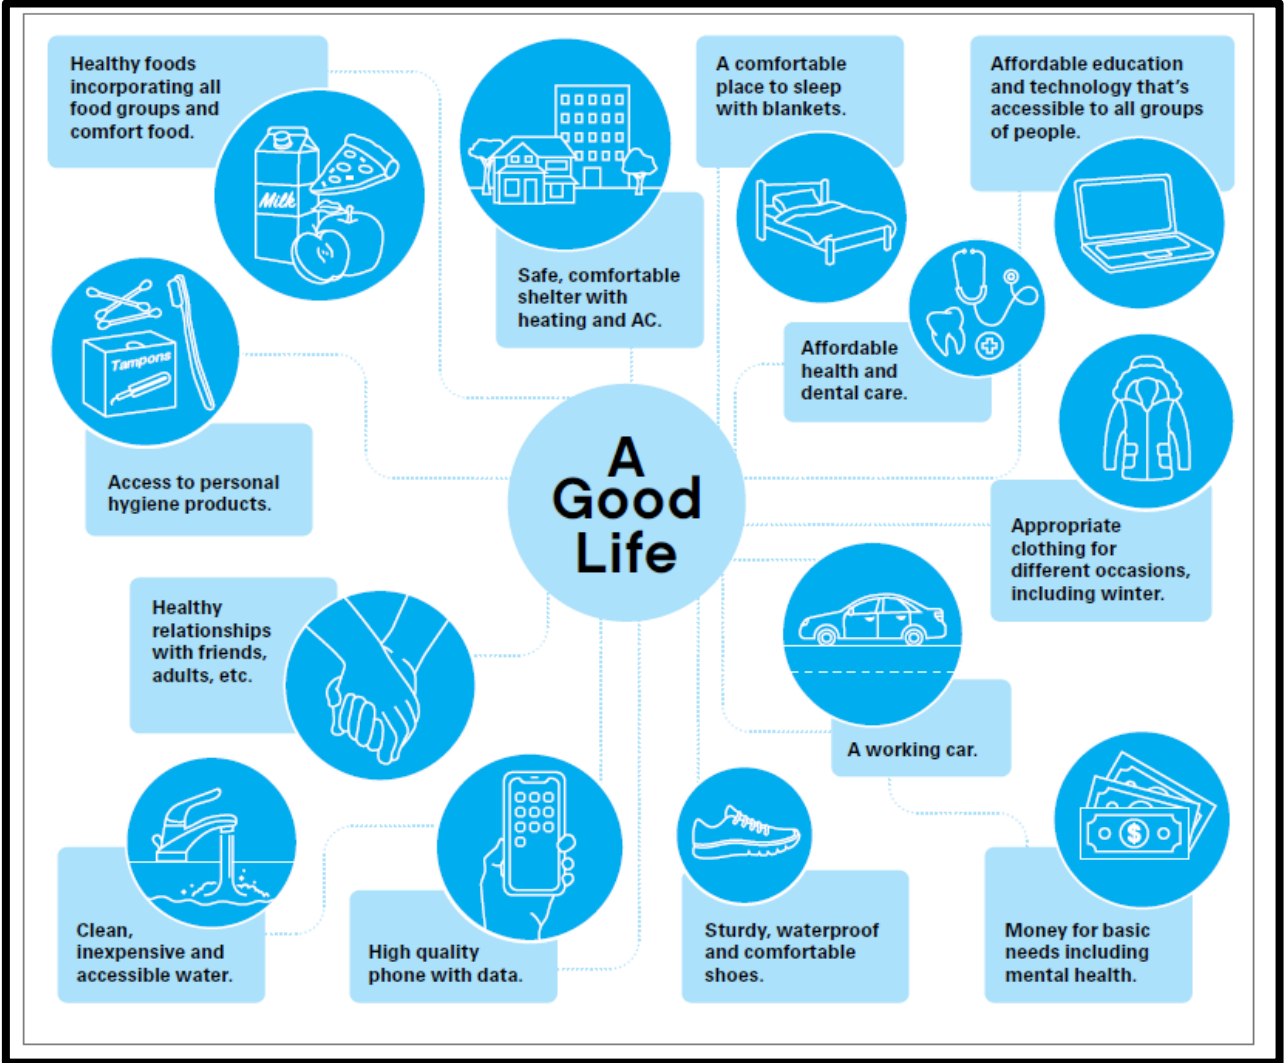 Healthy foods
incorporating all
food groups and
comfort food.
Milk
Safe, comfortable
shelter with
heating and AC.
A comfortable
place to sleep
with blankets.
Affordable education
and technology that's
accessible to all groups
of people.
Tampons
Access to personal
hygiene products.
Affordable
health and
dental care.
A
Good
Life
Appropriate
clothing for
different occasions,
including winter.
Healthy
relationships
with friends,
adults, etc.
A working car.
Clean,
inexpensive and
accessible water.
High quality
phone with data.
Sturdy, waterproof
and comfortable
shoes.
$
Money for basic
needs including
mental health.